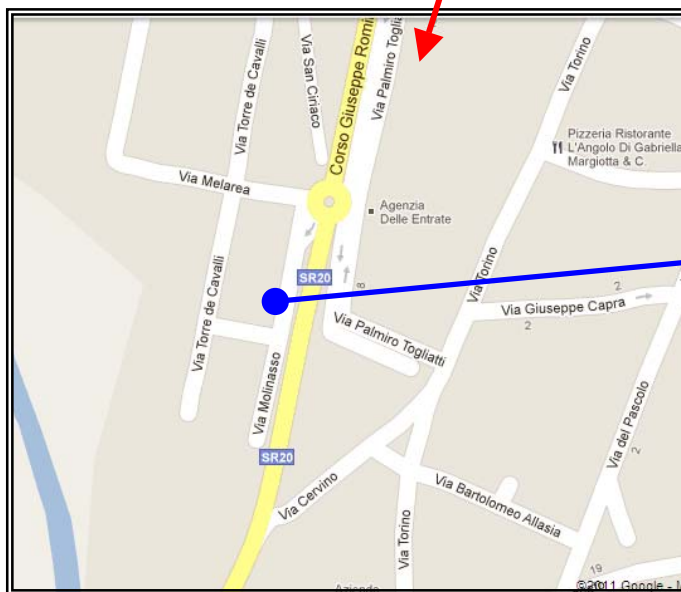 Via Torre de Cavalli
Via San Ciriaco
Corso Giuseppe Romi
Via Palmiro Toglia
Via Torino
Pizzeria Ristorante
L'Angolo Di Gabriella
Margiotta & C.
Via Melarea
Agenzia
Delle Entrate
SR20
8
Via Torino
2
Via Giuseppe Capra
2
Via Torre de Cavalli
Via Palmiro Togliatti
Via Molinasso
Via del Pascolo
2
SR20
Via Cervino
Via Bartolomeo Allasia
Via Torino
19
©2011 Google - M